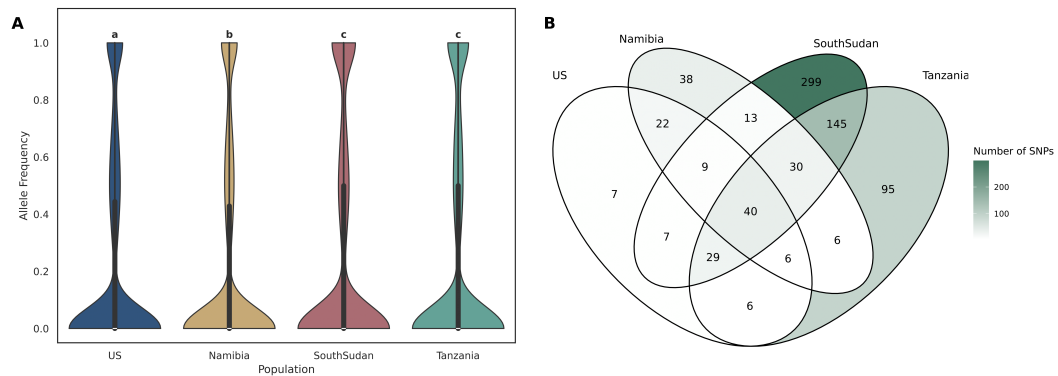 A
a
b
c
c
1.0
0.8
0.6
0.4
0.2
0.0
Allele Frequency
US
Namibia
SouthSudan
Tanzania
Population
B
Namibia
SouthSudan
US
Tanzania
38
299
22
13
145
9
30
7
95
40
7
6
29
6
6
Number of SNPs
200
100